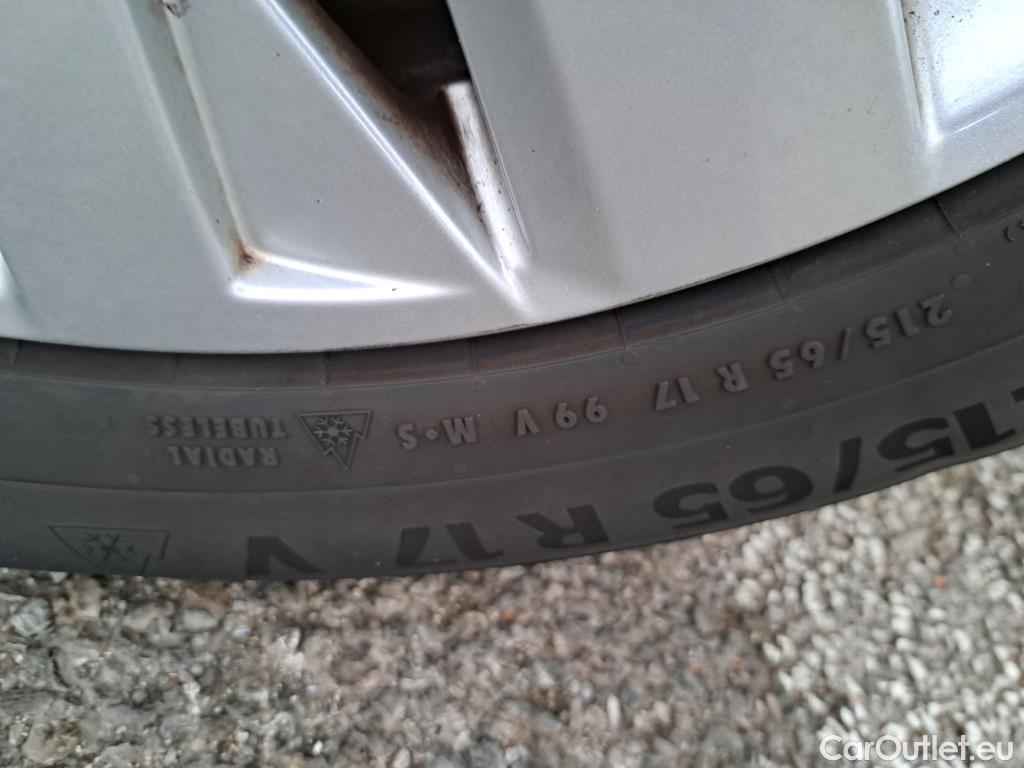 215/65 R 17 99 V M•S
RADIAL
TUBELESS
215/65 R 17 V
CarOutlet.eu